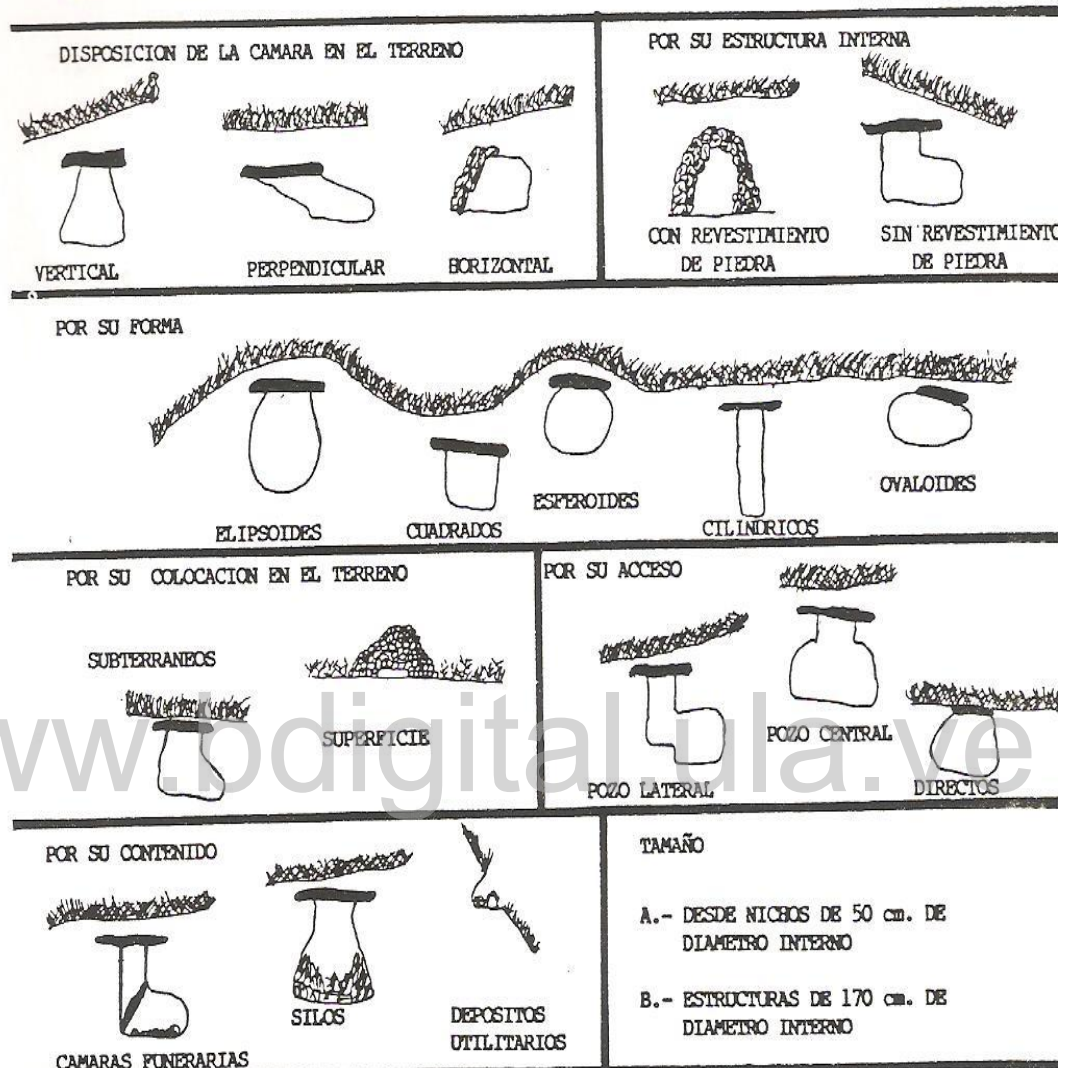 DISPOSICION DE LA CAMARA EN EL TERRENO
VERTICAL
PERPENDICULAR
HORIZONTAL
POR SU ESTRUCTURA INTERNA
CON REVESTIMIENTO
DE PIEDRA
SIN REVESTIMIENTO
DE PIEDRA
POR SU FORMA
ELIPSOIDES
CUADRADOS
ESFEROIDES
CILINDRICOS
OVALOIDES
POR SU COLOCACION EN EL TERRENO
SUBTERRANEOS
SUPERFICIE
POR SU ACCESO
POZO LATERAL
POZO CENTRAL
DIRECTOS
www.bdigital.ula.ve
POR SU CONTENIDO
CAMARAS FUNERARIAS
SILOS
DEPOSITOS
UTILITARIOS
TAMAÑO
A.- DESDE NICHOS DE 50 cm. DE
DIAMETRO INTERNO
B.- ESTRUCTURAS DE 170 cm. DE
DIAMETRO INTERNO